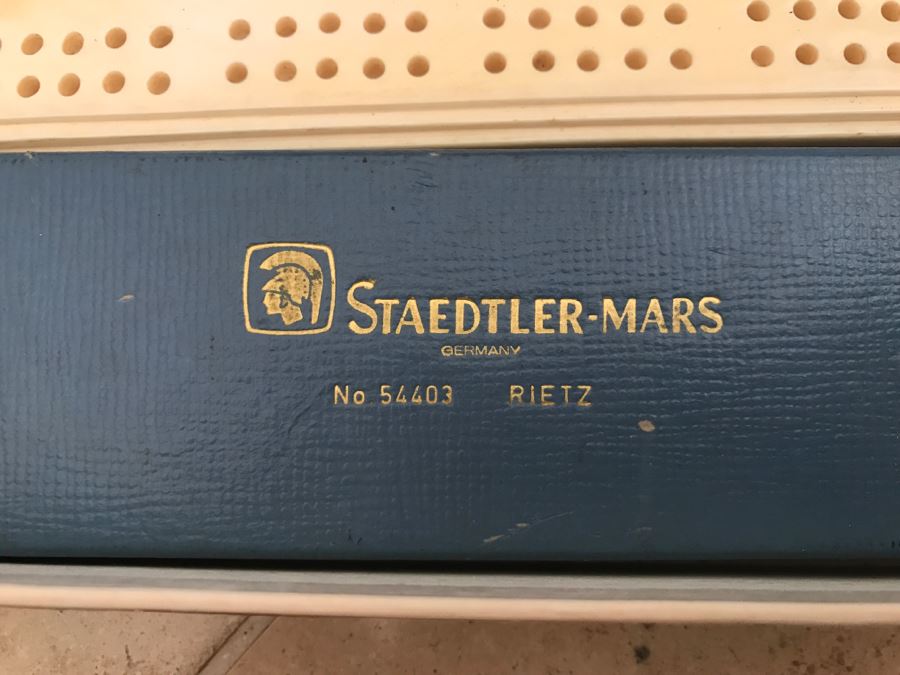 STAEDTLER-MARS
GERMANY
No 54403 RIETZ